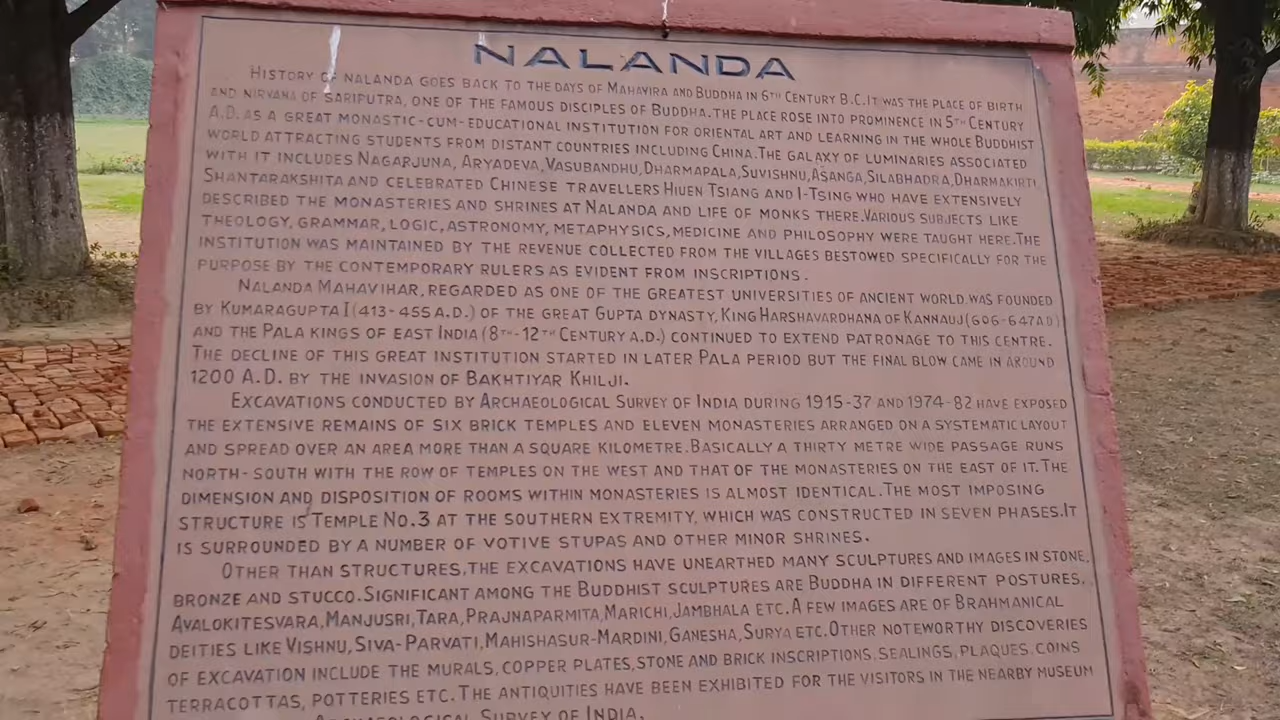 NALANDA
HISTORY OF NALANDA GOES BACK TO THE DAYS OF MAHAVIRA AND BUDDHA IN 6TH CENTURY B.C. IT WAS THE PLACE OF BIRTH
AND NIRVANA OF SARIPUTRA, ONE OF THE FAMOUS DISCIPLES OF BUDDHA. THE PLACE ROSE INTO PROMINENCE IN 5TH CENTURY
A.D. AS A GREAT MONASTIC-CUM-EDUCATIONAL INSTITUTION FOR ORIENTAL ART AND LEARNING IN THE WHOLE BUDDHIST
WORLD ATTRACTING STUDENTS FROM DISTANT COUNTRIES INCLUDING CHINA. THE GALAXY OF LUMINARIES ASSOCIATED
WITH IT INCLUDES NAGARJUNA, ARYADEVA, VASUBANDHU, DHARMAPALA, SUVISHNU, ASANGA, SILABHADRA, DHARMAKIRTI,
SHANTARAKSHITA AND CELEBRATED CHINESE TRAVELLERS HIUEN TSIANG AND I-TSING WHO HAVE EXTENSIVELY
DESCRIBED THE MONASTERIES AND SHRINES AT NALANDA AND LIFE OF MONKS THERE. VARIOUS SUBJECTS LIKE
THEOLOGY, GRAMMAR, LOGIC, ASTRONOMY, METAPHYSICS, MEDICINE AND PHILOSOPHY WERE TAUGHT HERE. THE
INSTITUTION WAS MAINTAINED BY THE REVENUE COLLECTED FROM THE VILLAGES BESTOWED SPECIFICALLY FOR THE
PURPOSE BY THE CONTEMPORARY RULERS AS EVIDENT FROM INSCRIPTIONS.
NALANDA MAHAVIHAR, REGARDED AS ONE OF THE GREATEST UNIVERSITIES OF ANCIENT WORLD WAS FOUNDED
BY KUMARAGUPTA I (413-455 A.D.) OF THE GREAT GUPTA DYNASTY, KING HARSHAVARDHANA OF KANNAUJ (606-647 A.D)
AND THE PALA KINGS OF EAST INDIA (8TH-12TH CENTURY A.D.) CONTINUED TO EXTEND PATRONAGE TO THIS CENTRE.
THE DECLINE OF THIS GREAT INSTITUTION STARTED IN LATER PALA PERIOD BUT THE FINAL BLOW CAME IN AROUND
1200 A.D. BY THE INVASION OF BAKHTIYAR KHILJI.
EXCAVATIONS CONDUCTED BY ARCHAEOLOGICAL SURVEY OF INDIA DURING 1915-37 AND 1974-82 HAVE EXPOSED
THE EXTENSIVE REMAINS OF SIX BRICK TEMPLES AND ELEVEN MONASTERIES ARRANGED ON A SYSTEMATIC LAYOUT
AND SPREAD OVER AN AREA MORE THAN A SQUARE KILOMETRE. BASICALLY A THIRTY METRE WIDE PASSAGE RUNS
NORTH-SOUTH WITH THE ROW OF TEMPLES ON THE WEST AND THAT OF THE MONASTERIES ON THE EAST OF IT. THE
DIMENSION AND DISPOSITION OF ROOMS WITHIN MONASTERIES IS ALMOST IDENTICAL. THE MOST IMPOSING
STRUCTURE IS TEMPLE NO. 3 AT THE SOUTHERN EXTREMITY, WHICH WAS CONSTRUCTED IN SEVEN PHASES. IT
IS SURROUNDED BY A NUMBER OF VOTIVE STUPAS AND OTHER MINOR SHRINES.
OTHER THAN STRUCTURES, THE EXCAVATIONS HAVE UNEARTHED MANY SCULPTURES AND IMAGES IN STONE,
BRONZE AND STUCCO. SIGNIFICANT AMONG THE BUDDHIST SCULPTURES ARE BUDDHA IN DIFFERENT POSTURES,
AVALOKITESVARA, MANJUSRI, TARA, PRAJNAPARMITA, MARICHI, JAMBHALA ETC. A FEW IMAGES ARE OF BRAHMANICAL
DEITIES LIKE VISHNU, SIVA-PARVATI, MAHISHASUR-MARDINI, GANESHA, SURYA ETC. OTHER NOTEWORTHY DISCOVERIES
OF EXCAVATION INCLUDE THE MURALS, COPPER PLATES, STONE AND BRICK INSCRIPTIONS, SEALINGS, PLAQUES, COINS
TERRACOTTAS, POTTERIES ETC. THE ANTIQUITIES HAVE BEEN EXHIBITED FOR THE VISITORS IN THE NEARBY MUSEUM
ARCHAEOLOGICAL SURVEY OF INDIA.